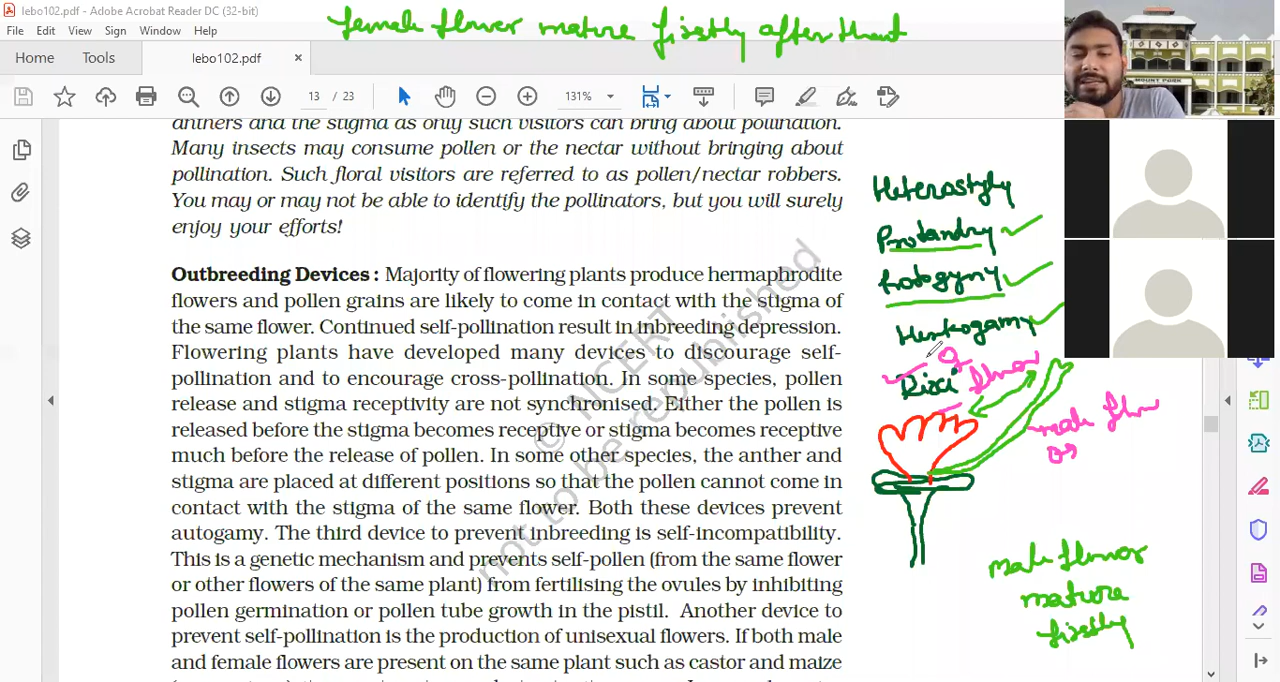 lebo102.pdf - Adobe Acrobat Reader DC (32-bit)
female flower mature firstly after that
File Edit View Sign Window Help
Home Tools lebo102.pdf ×
13 / 23 131%
MOUNT PARK
anthers and the stigma as only such visitors can bring about pollination.
Many insects may consume pollen or the nectar without bringing about
pollination. Such floral visitors are referred to as pollen/nectar robbers.
You may or may not be able to identify the pollinators, but you will surely
enjoy your efforts!
Outbreeding Devices : Majority of flowering plants produce hermaphrodite
flowers and pollen grains are likely to come in contact with the stigma of
the same flower. Continued self-pollination result in inbreeding depression.
Flowering plants have developed many devices to discourage self-
pollination and to encourage cross-pollination. In some species, pollen
release and stigma receptivity are not synchronised. Either the pollen is
released before the stigma becomes receptive or stigma becomes receptive
much before the release of pollen. In some other species, the anther and
stigma are placed at different positions so that the pollen cannot come in
contact with the stigma of the same flower. Both these devices prevent
autogamy. The third device to prevent inbreeding is self-incompatibility.
This is a genetic mechanism and prevents self-pollen (from the same flower
or other flowers of the same plant) from fertilising the ovules by inhibiting
pollen germination or pollen tube growth in the pistil. Another device to
prevent self-pollination is the production of unisexual flowers. If both male
and female flowers are present on the same plant such as castor and maize
© NCERT
not to be republished
Heterostyly
Protandry
Herkogamy
male flower
mature
firstly